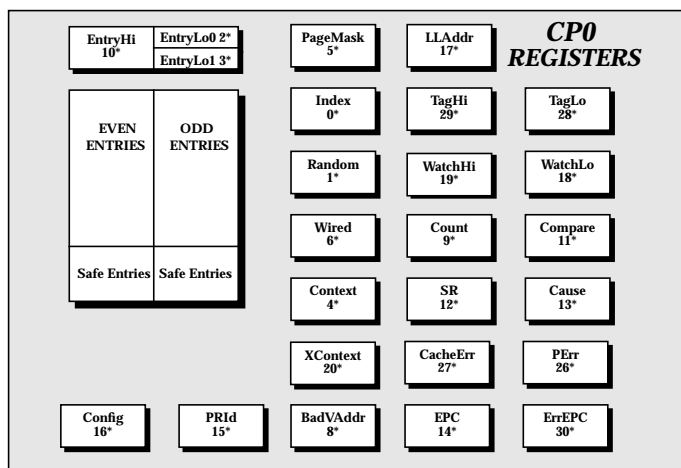 CP0
REGISTERS
EntryHi
10*
EntryLo0 2*
EntryLo1 3*
PageMask
5*
LLAddr
17*
EVEN
ENTRIES
ODD
ENTRIES
Safe Entries
Safe Entries
Index
0*
TagHi
29*
TagLo
28*
Random
1*
WatchHi
19*
WatchLo
18*
Wired
6*
Count
9*
Compare
11*
Context
4*
SR
12*
Cause
13*
XContext
20*
CacheErr
27*
PErr
26*
Config
16*
PRId
15*
BadVAddr
8*
EPC
14*
ErrEPC
30*